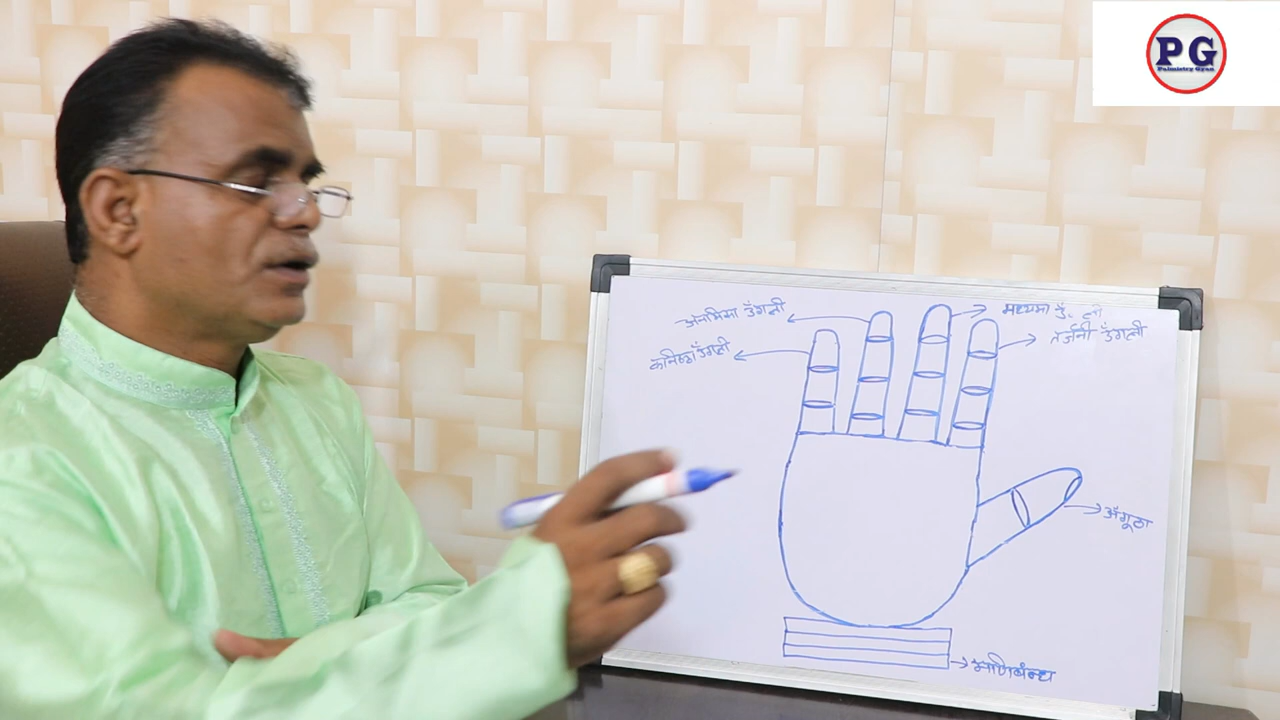 PG
Palmistry Gyan
अनामिका उँगली
मध्यमा उँगली
तर्जनी उँगली
कनिष्ठा उँगली
अँगूठा
मणिबन्ध